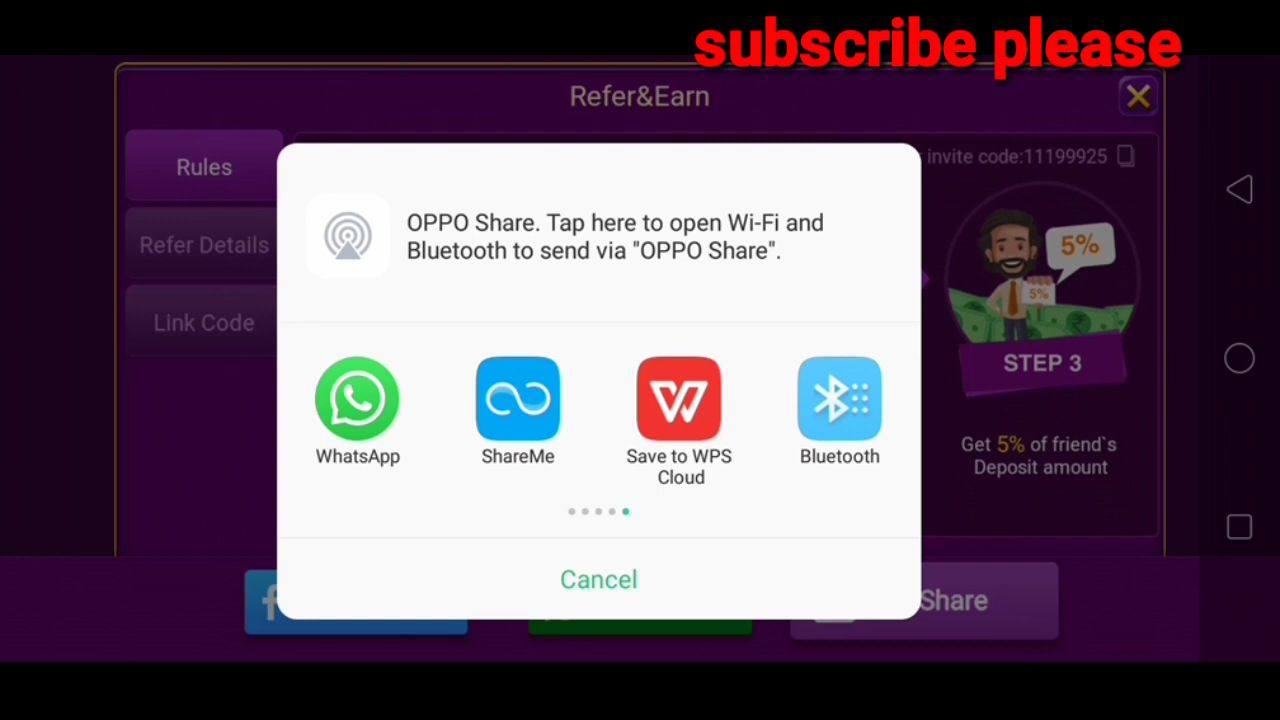 subscribe please
Refer&Earn
Rules
Refer Details
Link Code
invite code:11199925
OPPO Share. Tap here to open Wi-Fi and
Bluetooth to send via "OPPO Share".
5%
5%
STEP 3
Get 5% of friend`s
Deposit amount
WhatsApp
ShareMe
Save to WPS
Cloud
Bluetooth
Cancel
f
Share